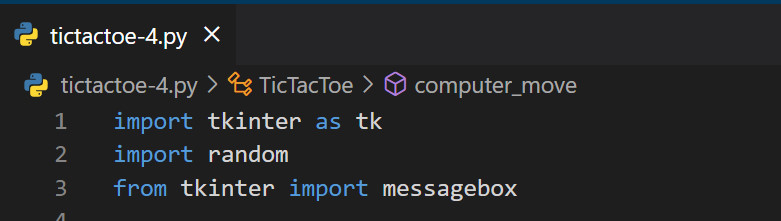 tictactoe-4.py
tictactoe-4.py > TicTacToe > computer_move
1 import tkinter as tk
2 import random
3 from tkinter import messagebox
4